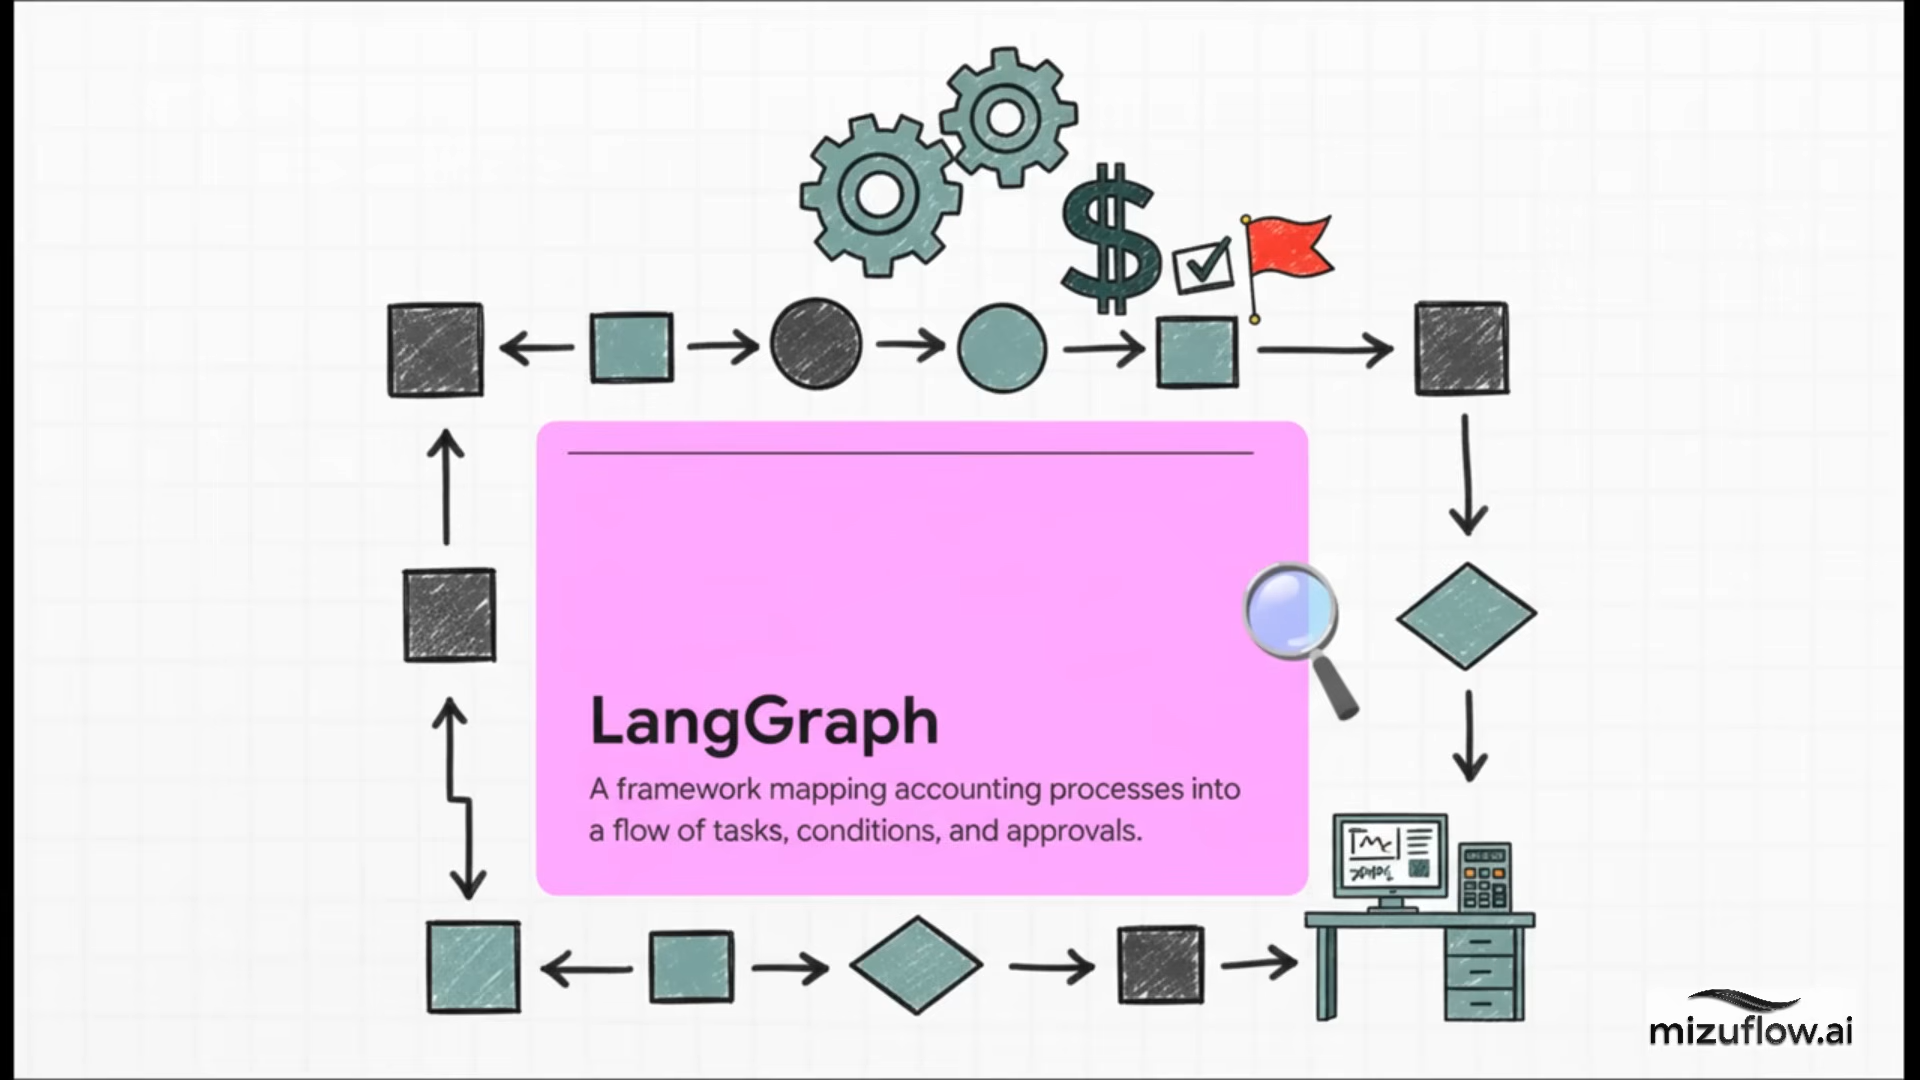 LangGraph
A framework mapping accounting processes into
a flow of tasks, conditions, and approvals.
mizuflow.ai